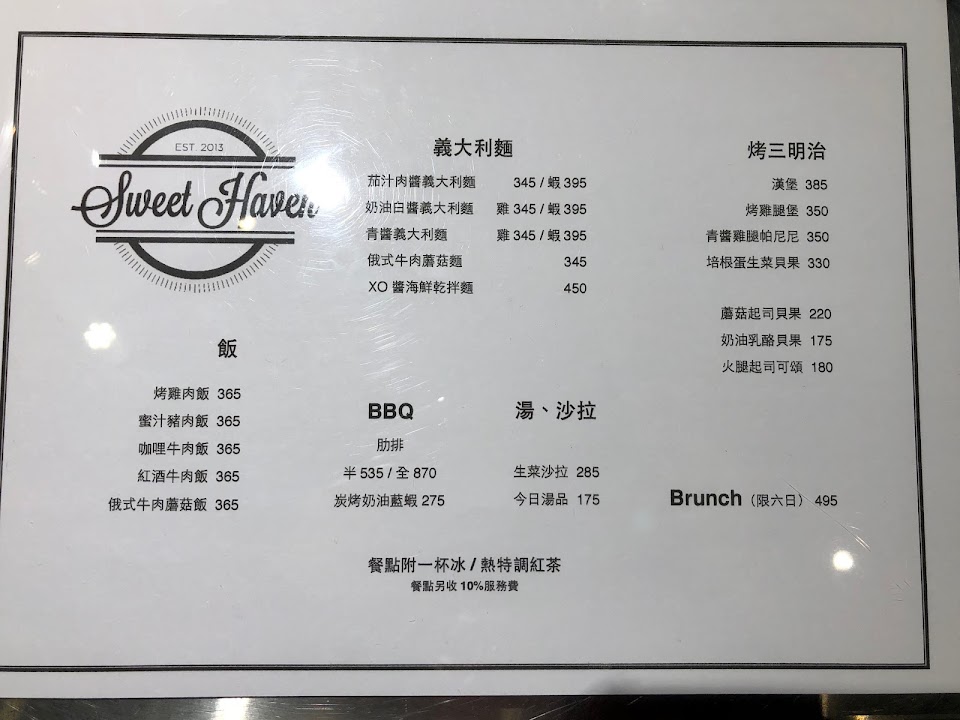 EST. 2013
Sweet Haven
義大利麵
茄汁肉醬義大利麵 345 / 蝦 395
奶油白醬義大利麵 雞 345 / 蝦 395
青醬義大利麵 雞 345 / 蝦 395
俄式牛肉蘑菇麵 345
XO 醬海鮮乾拌麵 450
烤三明治
漢堡 385
烤雞腿堡 350
青醬雞腿帕尼尼 350
培根蛋生菜貝果 330
蘑菇起司貝果 220
奶油乳酪貝果 175
火腿起司可頌 180
飯
烤雞肉飯 365
蜜汁豬肉飯 365
咖哩牛肉飯 365
紅酒牛肉飯 365
俄式牛肉蘑菇飯 365
BBQ
肋排
半 535 / 全 870
炭烤奶油藍蝦 275
湯、沙拉
生菜沙拉 285
今日湯品 175
Brunch（限六日） 495
餐點附一杯冰 / 熱特調紅茶
餐點另收 10%服務費